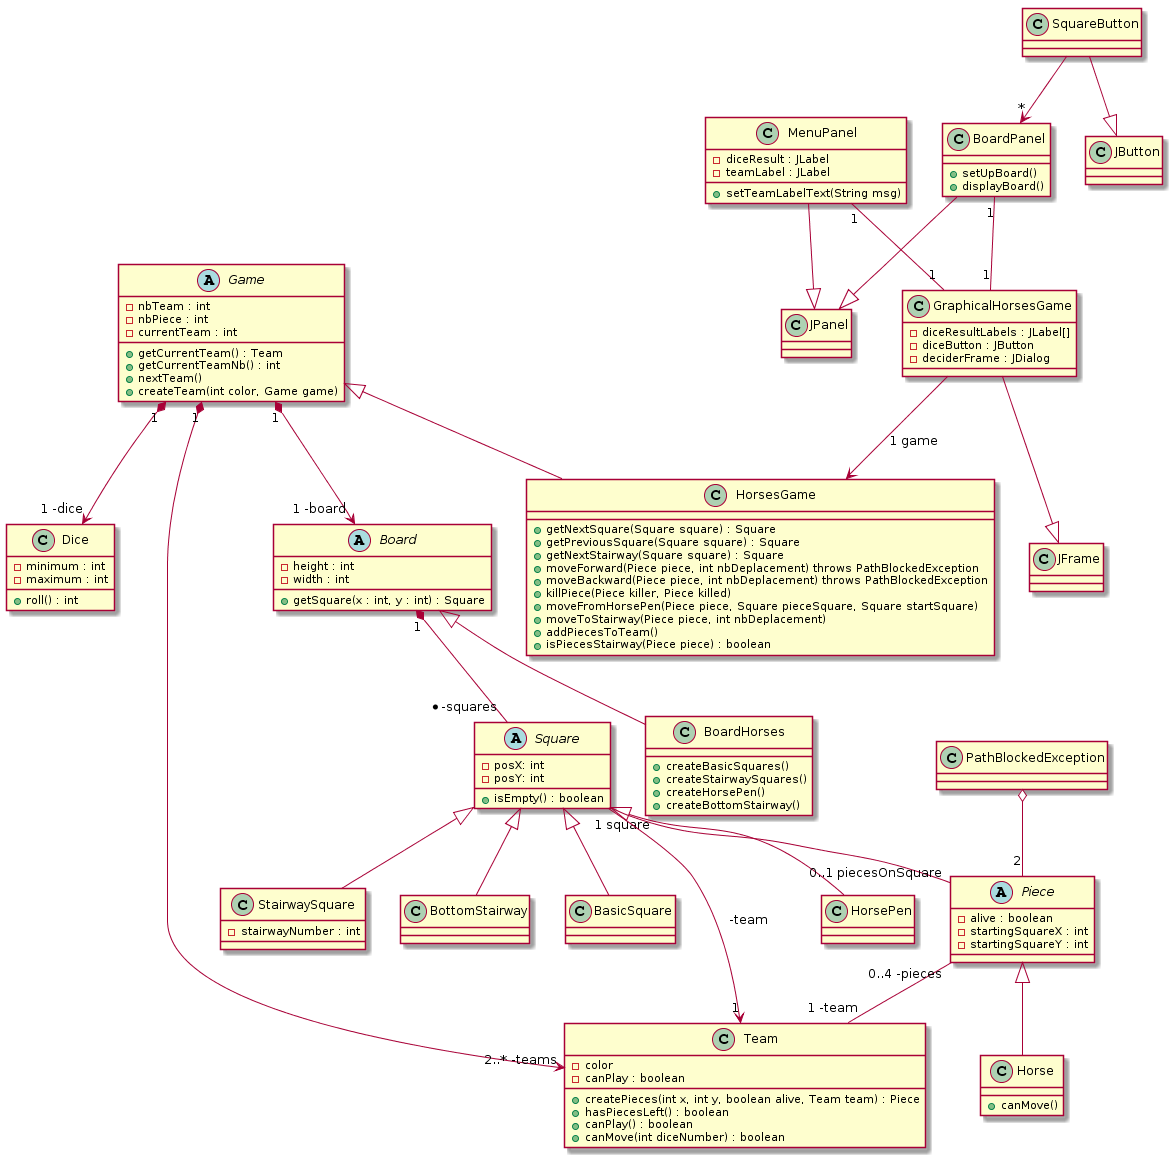 C SquareButton
*
C MenuPanel
diceResult : JLabel
teamLabel : JLabel
setTeamLabelText(String msg)
C BoardPanel
setUpBoard()
displayBoard()
C JButton
1
1
1
1
A Game
nbTeam : int
nbPiece : int
currentTeam : int
getCurrentTeam() : Team
getCurrentTeamNb() : int
nextTeam()
createTeam(int color, Game game)
C JPanel
C GraphicalHorsesGame
diceResultLabels : JLabel[]
diceButton : JButton
deciderFrame : JDialog
1
1
1
1 game
1 -dice
1 -board
C Dice
minimum : int
maximum : int
roll() : int
A Board
height : int
width : int
getSquare(x : int, y : int) : Square
C HorsesGame
getNextSquare(Square square) : Square
getPreviousSquare(Square square) : Square
getNextStairway(Square square) : Square
moveForward(Piece piece, int nbDeplacement) throws PathBlockedException
moveBackward(Piece piece, int nbDeplacement) throws PathBlockedException
killPiece(Piece killer, Piece killed)
moveFromHorsePen(Piece piece, Square pieceSquare, Square startSquare)
moveToStairway(Piece piece, int nbDeplacement)
addPiecesToTeam()
isPiecesStairway(Piece piece) : boolean
C JFrame
1
* -squares
A Square
posX: int
posY: int
isEmpty() : boolean
C BoardHorses
createBasicSquares()
createStairwaySquares()
createHorsePen()
createBottomStairway()
C PathBlockedException
1 square
2
0..1 piecesOnSquare
C StairwaySquare
stairwayNumber : int
C BottomStairway
C BasicSquare
-team
C HorsePen
A Piece
alive : boolean
startingSquareX : int
startingSquareY : int
0..4 -pieces
1
1 -team
2..* -teams
C Team
color
canPlay : boolean
createPieces(int x, int y, boolean alive, Team team) : Piece
hasPiecesLeft() : boolean
canPlay() : boolean
canMove(int diceNumber) : boolean
C Horse
canMove()